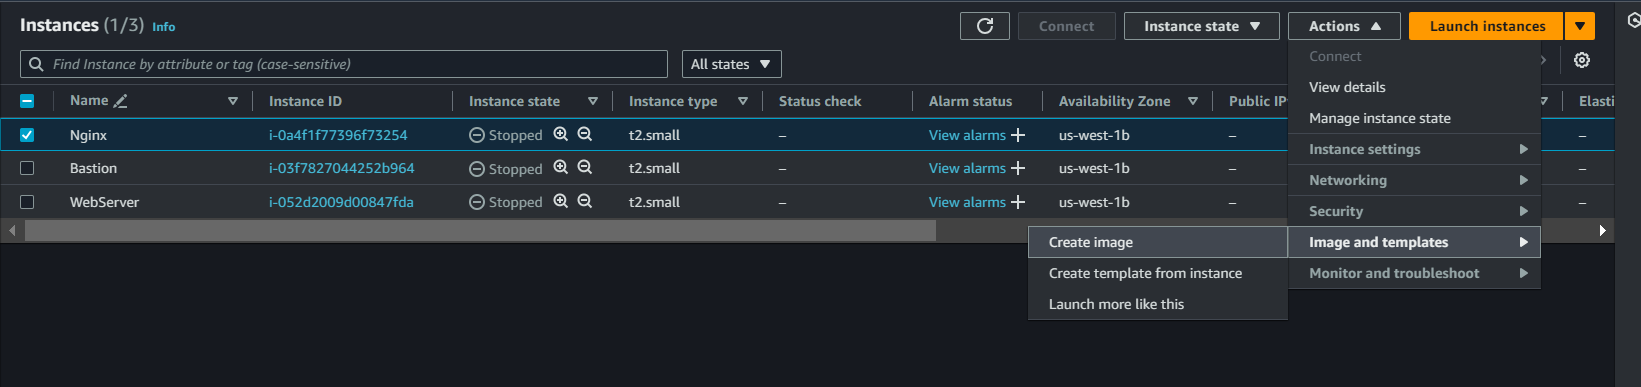 Instances (1/3) Info
Connect
Instance state
Actions
Launch instances
Find Instance by attribute or tag (case-sensitive)
All states
Name Instance ID Instance state Instance type Status check Alarm status Availability Zone Public IP Elasti
Nginx i-0a4f1f77396f73254 Stopped t2.small – View alarms + us-west-1b – –
Bastion i-03f7827044252b964 Stopped t2.small – View alarms + us-west-1b – –
WebServer i-052d2009d00847fda Stopped t2.small – View alarms + us-west-1b – –
Connect
View details
Manage instance state
Instance settings
Networking
Security
Image and templates
Monitor and troubleshoot
Create image
Create template from instance
Launch more like this